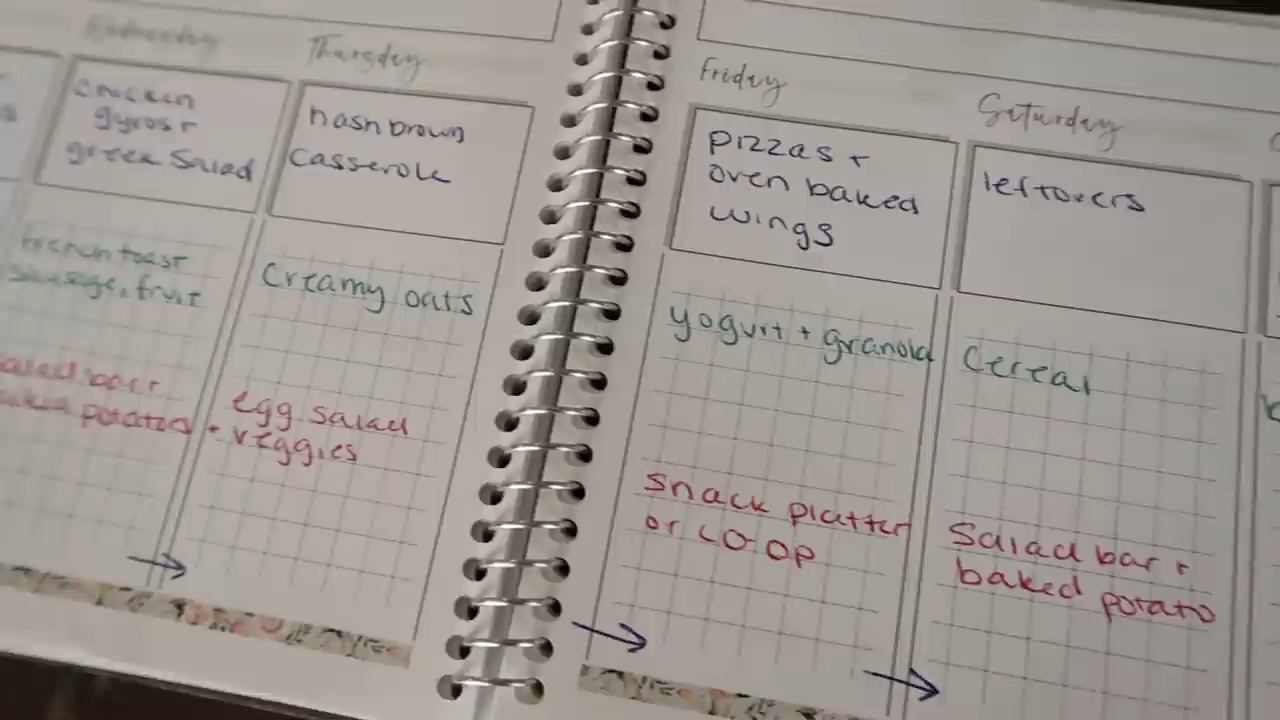 Wednesday
chicken
gyros +
green salad
french toast
sausage, fruit
salad bar +
baked potatoes
Thursday
hashbrown
casserole
creamy oats
egg salad
+ veggies
Friday
pizzas +
oven baked
wings
yogurt + granola
snack platter
or co-op
Saturday
leftovers
cereal
salad bar +
baked potato